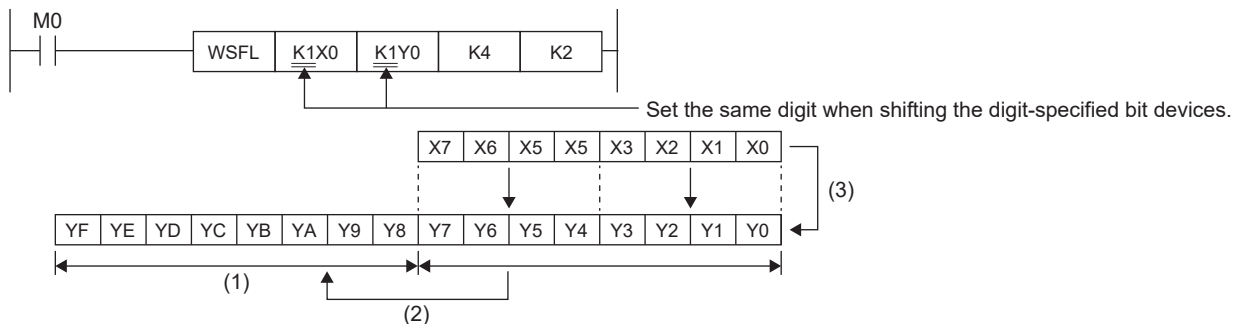 M0
WSFL K1X0 K1Y0 K4 K2
Set the same digit when shifting the digit-specified bit devices.
X7 X6 X5 X5 X3 X2 X1 X0
(3)
YF YE YD YC YB YA Y9 Y8 Y7 Y6 Y5 Y4 Y3 Y2 Y1 Y0
(1)
(2)